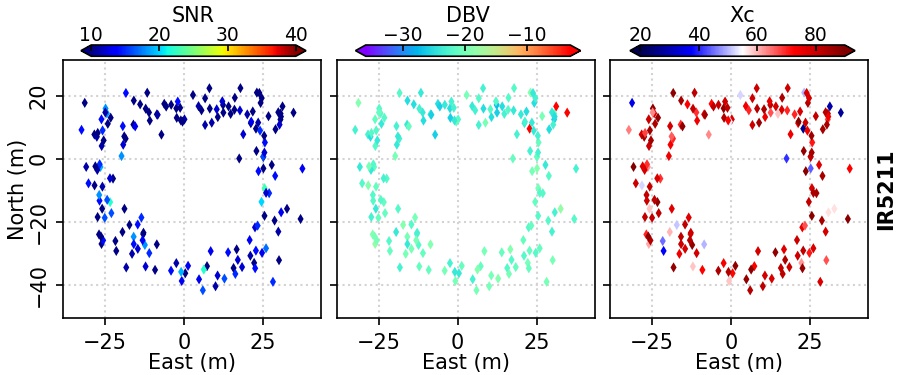 SNR DBV Xc
10 20 30 40 −30 −20 −10 20 40 60 80
20
0
−20
−40
North (m)
IR5211
−25 0 25 −25 0 25 −25 0 25
East (m) East (m) East (m)